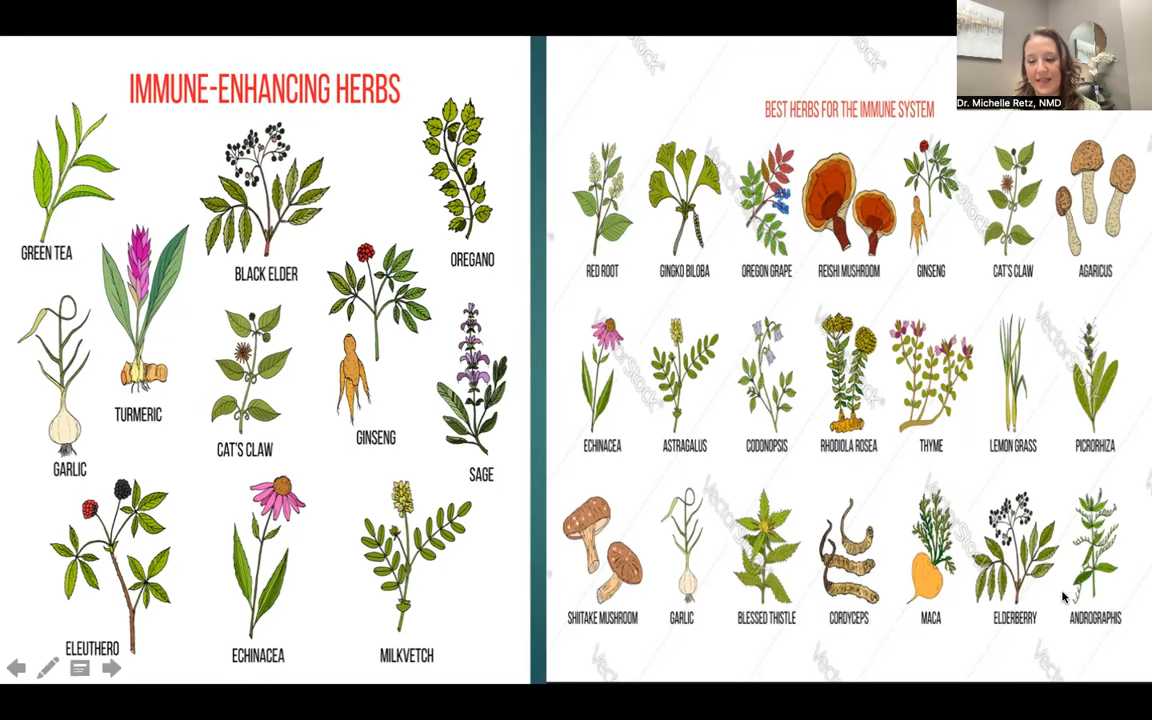 IMMUNE-ENHANCING HERBS
GREEN TEA
BLACK ELDER
OREGANO
TURMERIC
GARLIC
CAT'S CLAW
GINSENG
SAGE
ELEUTHERO
ECHINACEA
MILKVETCH
Dr. Michelle Retz, NMD
BEST HERBS FOR THE IMMUNE SYSTEM
RED ROOT GINGKO BILOBA OREGON GRAPE REISHI MUSHROOM GINSENG CAT'S CLAW AGARICUS
ECHINACEA ASTRAGALUS CODONOPSIS RHODIOLA ROSEA THYME LEMON GRASS PICRORHIZA
SHIITAKE MUSHROOM GARLIC BLESSED THISTLE CORDYCEPS MACA ELDERBERRY ANDROGRAPHIS
VectorStock®